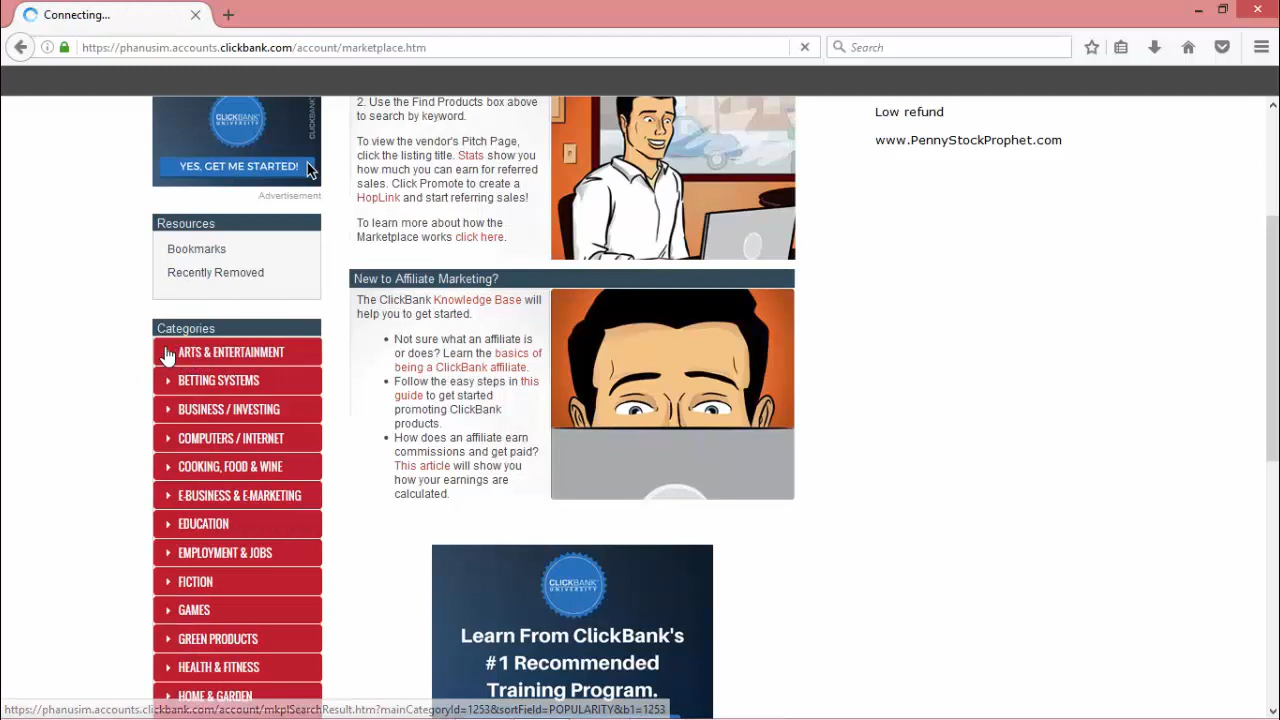 Connecting...
https://phanusim.accounts.clickbank.com/account/marketplace.htm
Search
CLICKBANK
UNIVERSITY
CLICKBANK
YES, GET ME STARTED!
Advertisement
Resources
Bookmarks
Recently Removed
Categories
ARTS & ENTERTAINMENT
BETTING SYSTEMS
BUSINESS / INVESTING
COMPUTERS / INTERNET
COOKING, FOOD & WINE
E-BUSINESS & E-MARKETING
EDUCATION
EMPLOYMENT & JOBS
FICTION
GAMES
GREEN PRODUCTS
HEALTH & FITNESS
HOME & GARDEN
2. Use the Find Products box above
to search by keyword.
To view the vendor's Pitch Page,
click the listing title. Stats show you
how much you can earn for referred
sales. Click Promote to create a
HopLink and start referring sales!
To learn more about how the
Marketplace works click here.
New to Affiliate Marketing?
The ClickBank Knowledge Base will
help you to get started.
Not sure what an affiliate is
or does? Learn the basics of
being a ClickBank affiliate.
Follow the easy steps in this
guide to get started
promoting ClickBank
products.
How does an affiliate earn
commissions and get paid?
This article will show you
how your earnings are
calculated.
CLICKBANK
UNIVERSITY
Learn From ClickBank's
#1 Recommended
Training Program.
Low refund
www.PennyStockProphet.com
https://phanusim.accounts.clickbank.com/account/mkplSearchResult.htm?mainCategoryId=1253&sortField=POPULARITY&b1=1253